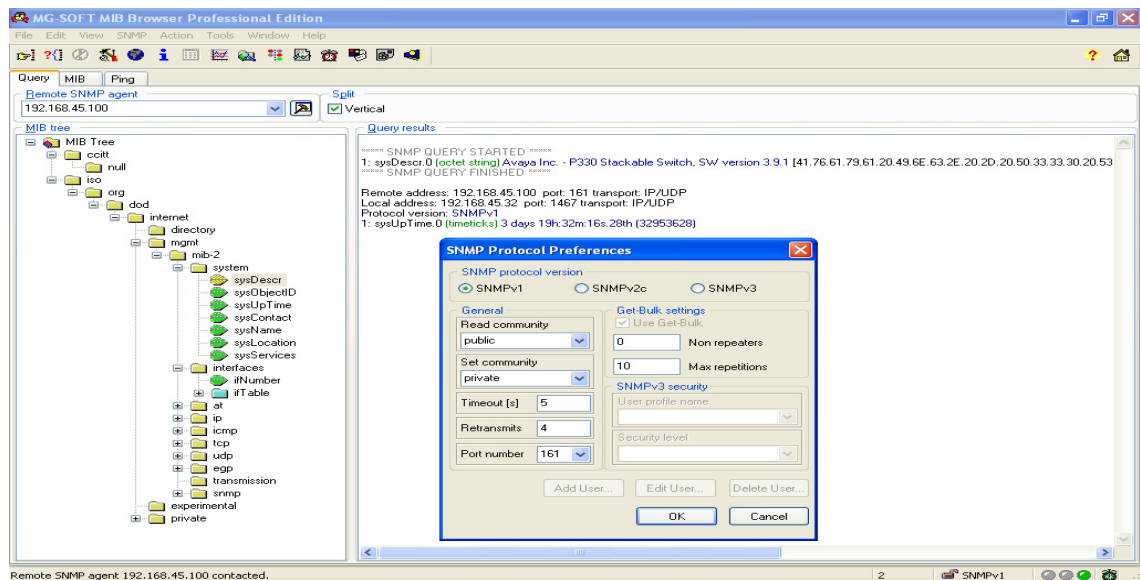 MG-SOFT MIB Browser Professional Edition
File Edit View SNMP Action Tools Window Help
Query MIB Ping
Remote SNMP agent
192.168.45.100
Split
Vertical
MIB tree
MIB Tree
ccitt
null
iso
org
dod
internet
directory
mgmt
mib-2
system
sysDescr
sysObjectID
sysUpTime
sysContact
sysName
sysLocation
sysServices
interfaces
ifNumber
ifTable
at
ip
icmp
tcp
udp
egp
transmission
snmp
experimental
private
Query results
***** SNMP QUERY STARTED *****
1: sysDescr.0 (octet string) Avaya Inc. - P330 Stackable Switch, SW version 3.9.1 [41.76.61.79.61.20.49.6E.63.2E.20.2D.20.50.33.33.30.20.53
***** SNMP QUERY FINISHED *****
Remote address: 192.168.45.100 port: 161 transport: IP/UDP
Local address: 192.168.45.32 port: 1467 transport: IP/UDP
Protocol version: SNMPv1
1: sysUpTime.0 (timeticks) 3 days 19h:32m:16s.28th (32953628)
SNMP Protocol Preferences
SNMP protocol version
SNMPv1 SNMPv2c SNMPv3
General
Read community
public
Set community
private
Timeout [s] 5
Retransmits 4
Port number 161
Get-Bulk settings
Use Get-Bulk
0 Non repeaters
10 Max repetitions
SNMPv3 security
User profile name
Security level
Add User... Edit User... Delete User...
OK Cancel
Remote SNMP agent 192.168.45.100 contacted. 2 SNMPv1